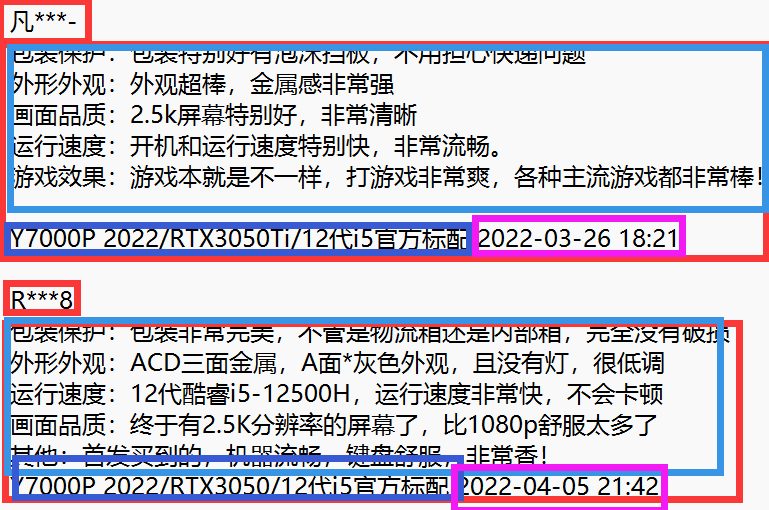 凡***-
包装保护：包装特别好有泡沫挡板，不用担心快递问题
外形外观：外观超棒，金属感非常强
画面品质：2.5k屏幕特别好，非常清晰
运行速度：开机和运行速度特别快，非常流畅。
游戏效果：游戏本就是不一样，打游戏非常爽，各种主流游戏都非常棒！
Y7000P 2022/RTX3050Ti/12代i5官方标配 2022-03-26 18:21
R***8
包装保护：包装非常完美，不管是物流箱还是内部箱，完全没有破损
外形外观：ACD三面金属，A面*灰色外观，且没有灯，很低调
运行速度：12代酷睿i5-12500H，运行速度非常快，不会卡顿
画面品质：终于有2.5K分辨率的屏幕了，比1080p舒服太多了
其他：首发买到的，机器流畅，键盘舒服，非常香！
Y7000P 2022/RTX3050/12代i5官方标配 2022-04-05 21:42